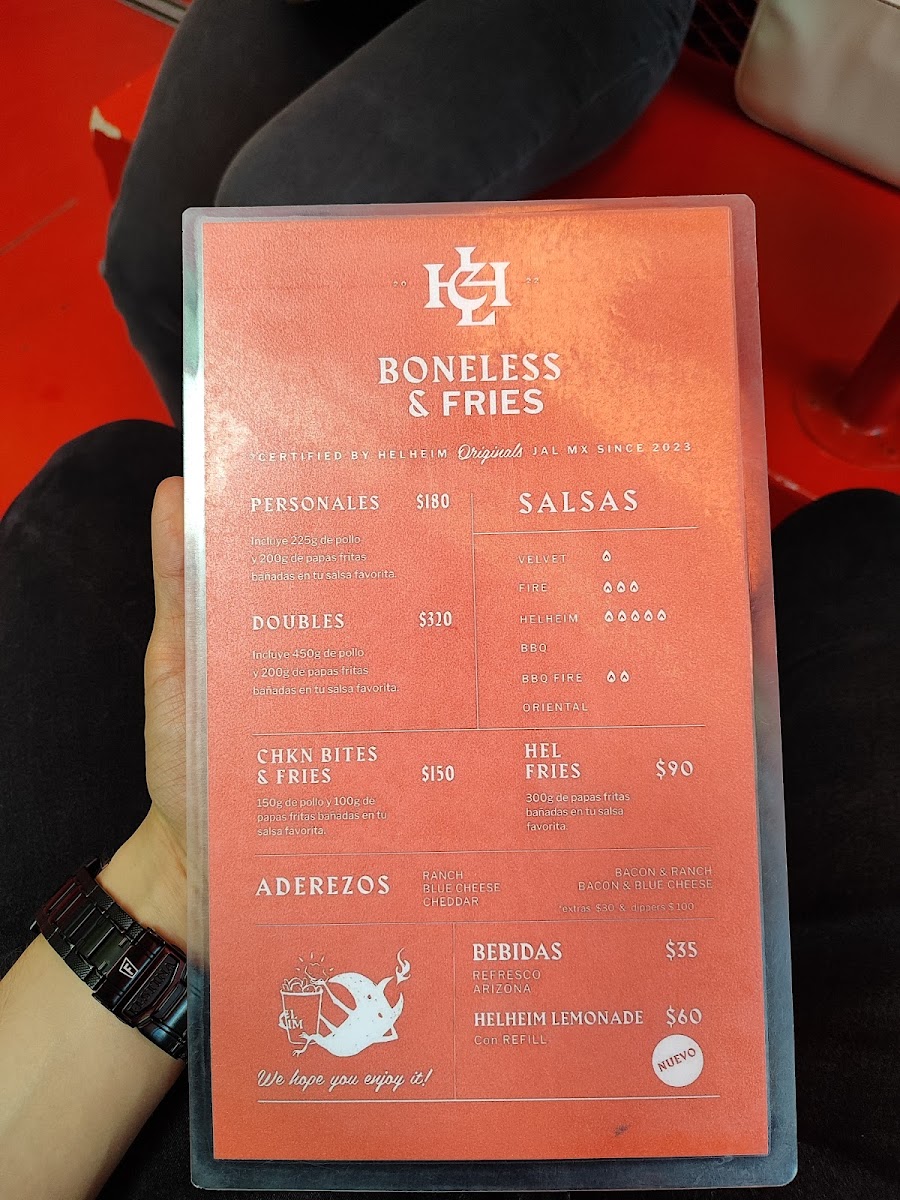 20 22
BONELESS
& FRIES
*CERTIFIED BY HELHEIM Originals JAL MX SINCE 2023
PERSONALES $180
Incluye 225g de pollo
y 200g de papas fritas
bañadas en tu salsa favorita.
DOUBLES $320
Incluye 450g de pollo
y 200g de papas fritas
bañadas en tu salsa favorita.
SALSAS
VELVET
FIRE
HELHEIM
BBQ
BBQ FIRE
ORIENTAL
CHKN BITES
& FRIES $150
150g de pollo y 100g de
papas fritas bañadas en tu
salsa favorita.
HEL
FRIES $90
300g de papas fritas
bañadas en tu salsa
favorita.
ADEREZOS
RANCH
BLUE CHEESE
CHEDDAR
BACON & RANCH
BACON & BLUE CHEESE
*extras $30 & dippers $100
We hope you enjoy it!
BEBIDAS $35
REFRESCO
ARIZONA
HELHEIM LEMONADE $60
Con REFILL
NUEVO